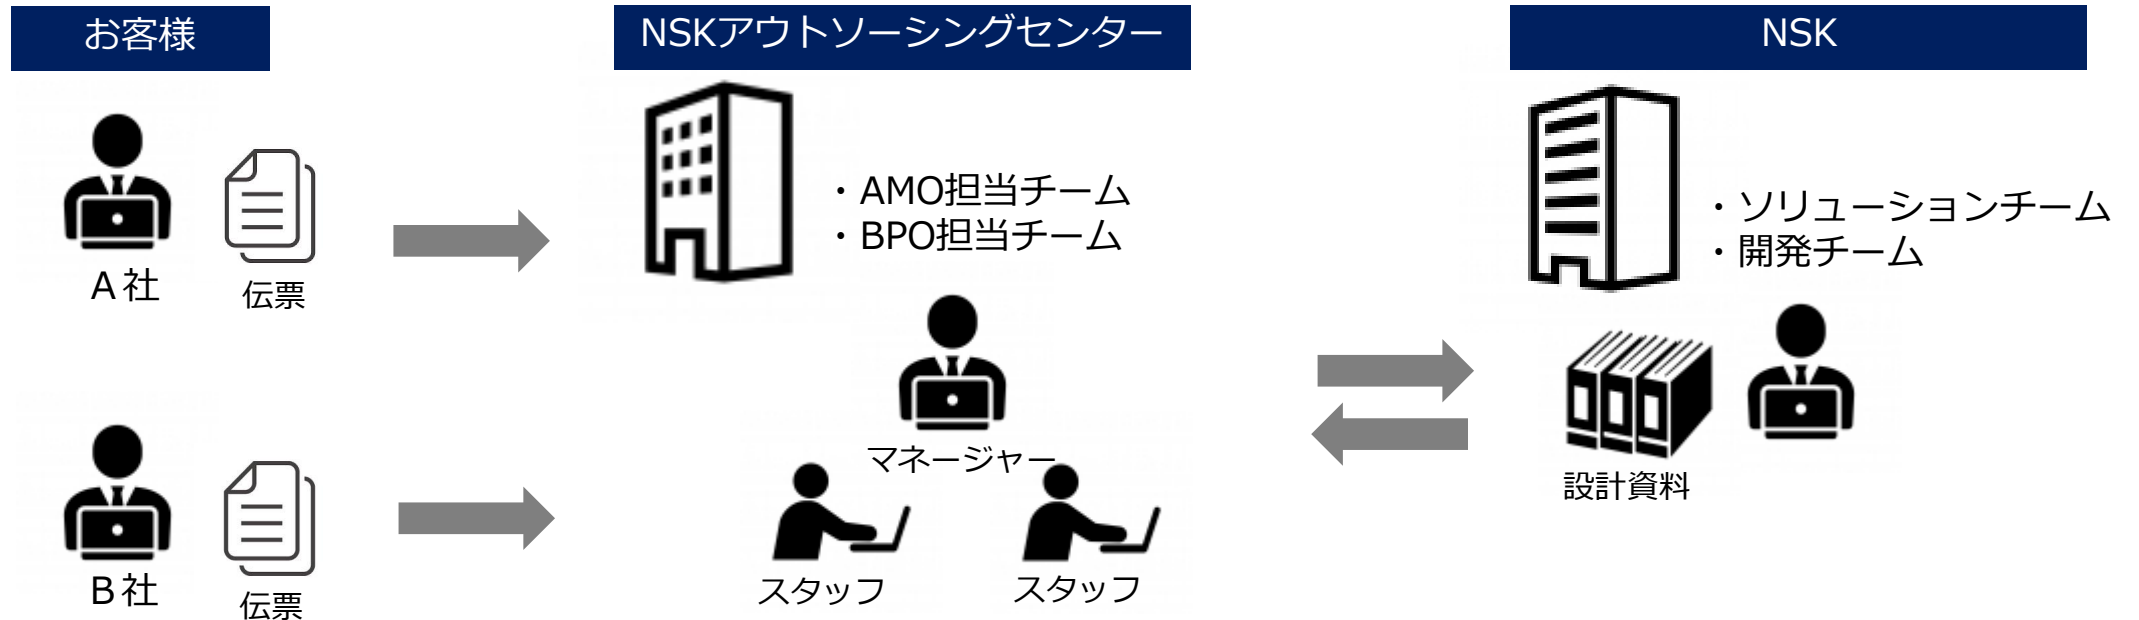 お客様
A社
伝票
B社
伝票
NSKアウトソーシングセンター
・AMO担当チーム
・BPO担当チーム
マネージャー
スタッフ
スタッフ
NSK
・ソリューションチーム
・開発チーム
設計資料